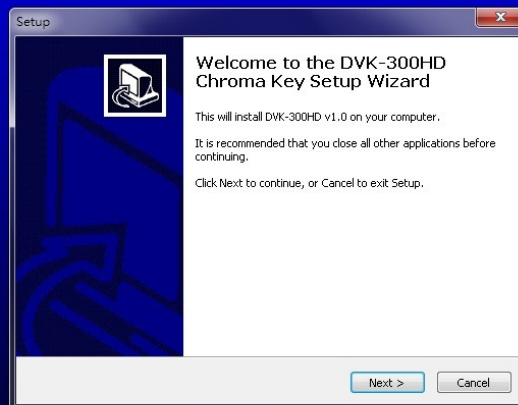 Setup
Welcome to the DVK-300HD
Chroma Key Setup Wizard
This will install DVK-300HD v1.0 on your computer.
It is recommended that you close all other applications before
continuing.
Click Next to continue, or Cancel to exit Setup.
Next >
Cancel